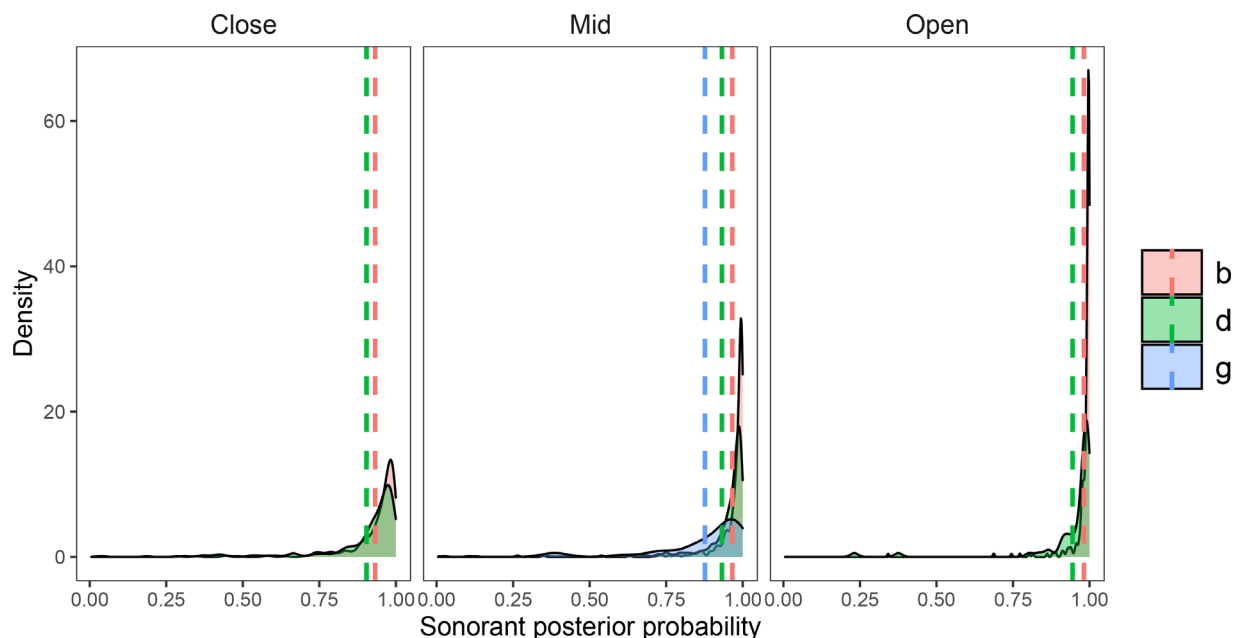 Close Mid Open
60
40
20
0
Density
0.00 0.25 0.50 0.75 1.00 0.00 0.25 0.50 0.75 1.00 0.00 0.25 0.50 0.75 1.00
Sonorant posterior probability
b
d
g